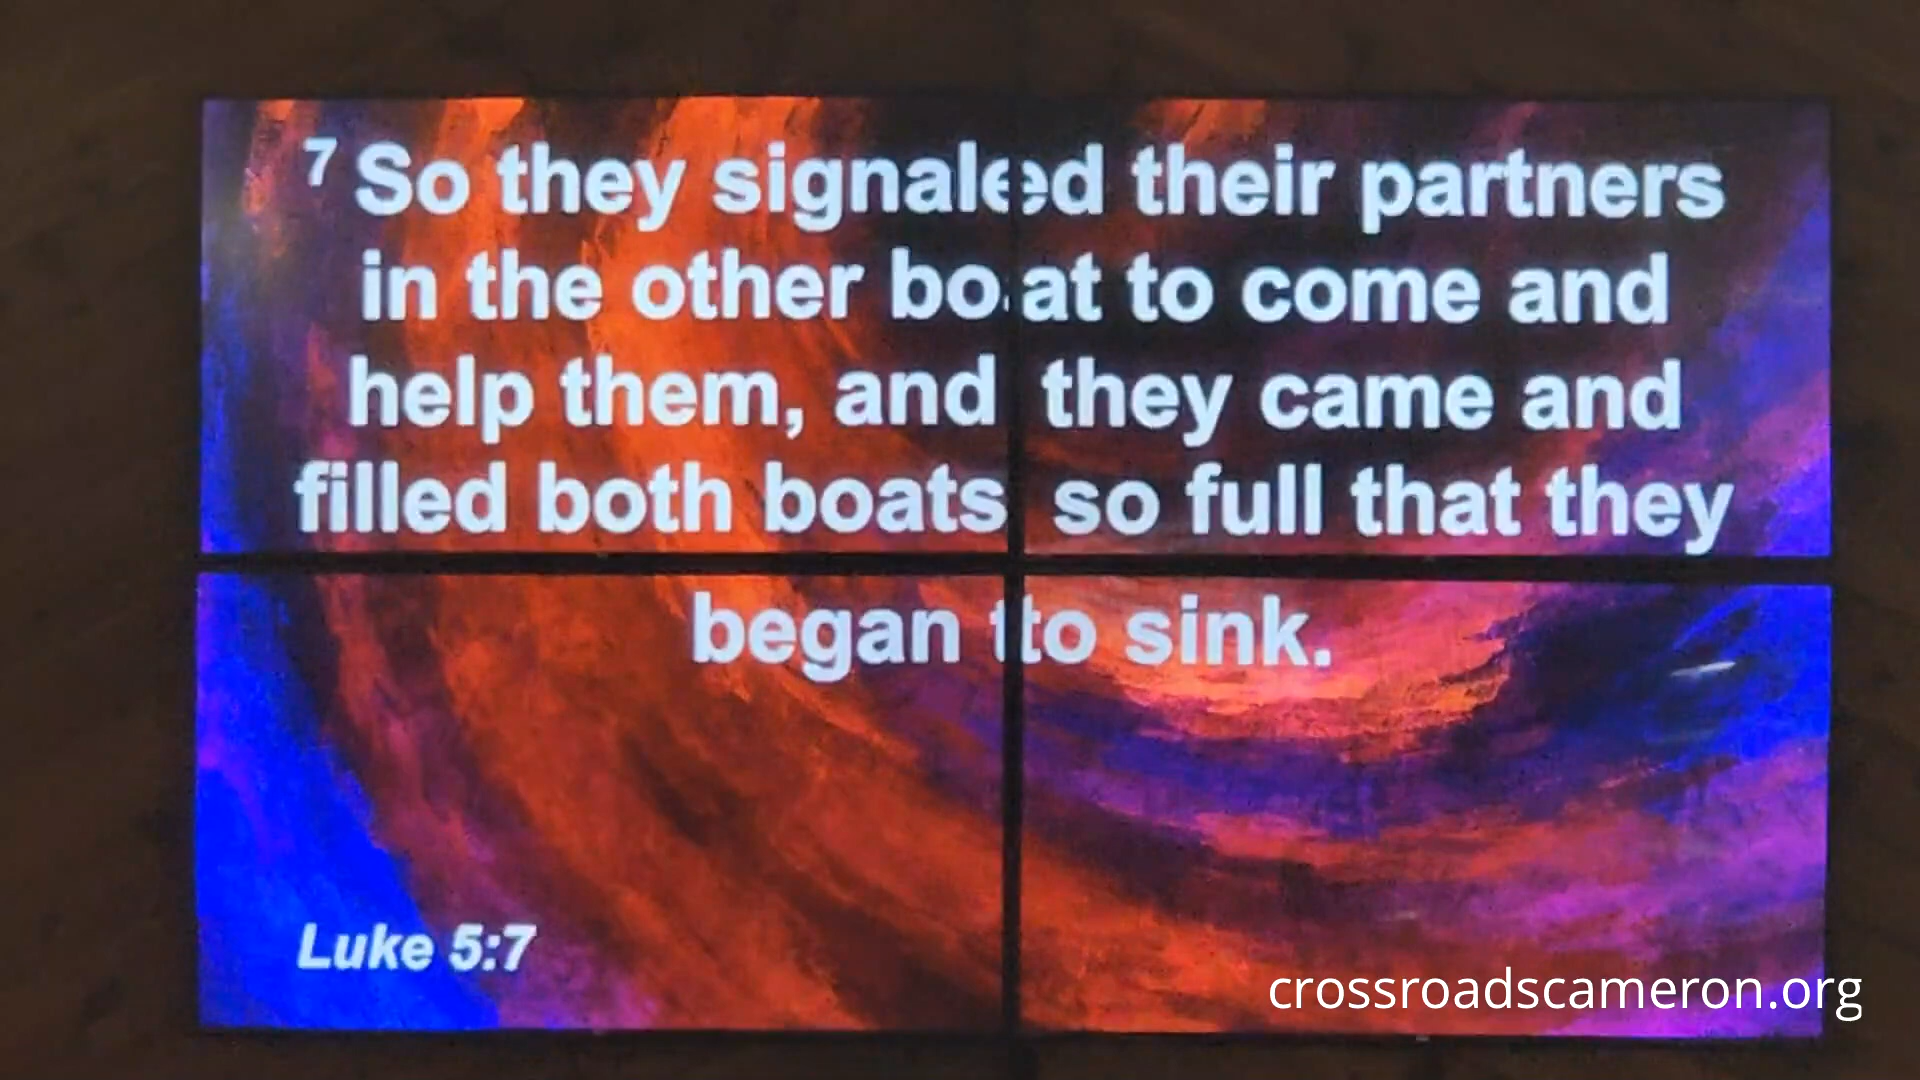 7 So they signaled their partners
in the other boat to come and
help them, and they came and
filled both boats so full that they
began to sink.
Luke 5:7
crossroadscameron.org